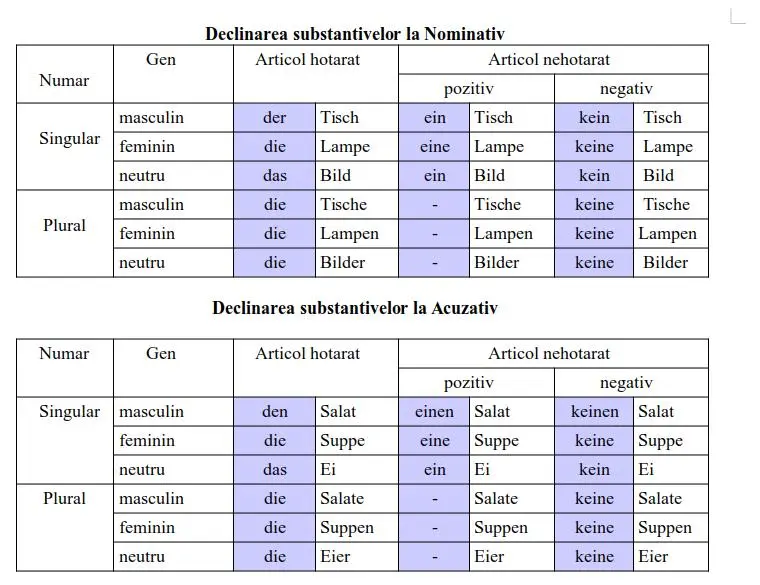 Declinarea substantivelor la Nominativ
Gen Articol hotarat Articol nehotarat
Numar
pozitiv negativ
masculin der Tisch ein Tisch kein Tisch
Singular
feminin die Lampe eine Lampe keine Lampe
neutru das Bild ein Bild kein Bild
masculin die Tische - Tische keine Tische
Plural
feminin die Lampen - Lampen keine Lampen
neutru die Bilder - Bilder keine Bilder
Declinarea substantivelor la Acuzativ
Numar Gen Articol hotarat Articol nehotarat
pozitiv negativ
Singular masculin den Salat einen Salat keinen Salat
feminin die Suppe eine Suppe keine Suppe
neutru das Ei ein Ei kein Ei
Plural masculin die Salate - Salate keine Salate
feminin die Suppen - Suppen keine Suppen
neutru die Eier - Eier keine Eier